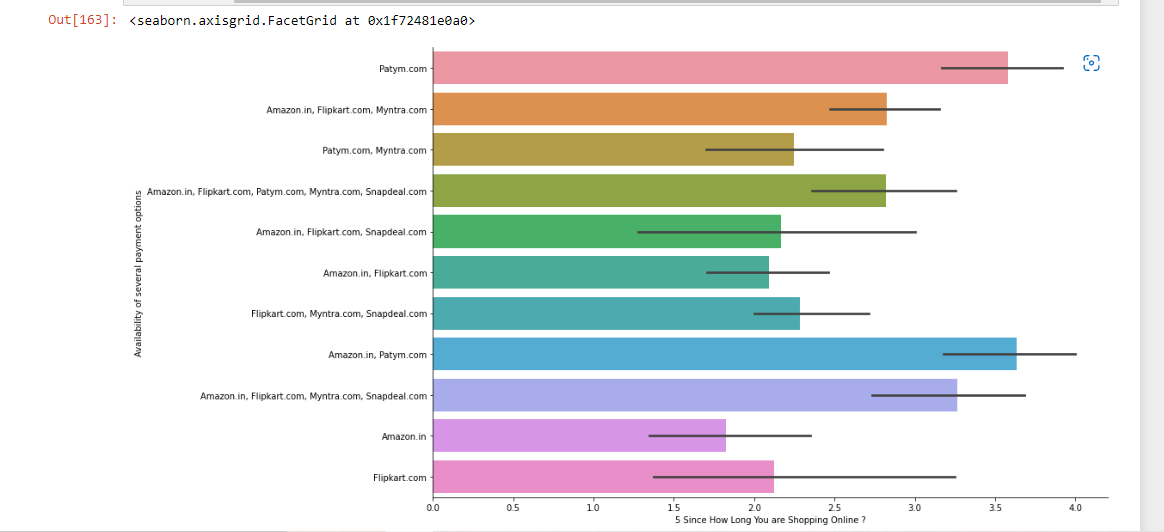 Out[163]: <seaborn.axisgrid.FacetGrid at 0x1f72481e0a0>
Patym.com
Amazon.in, Flipkart.com, Myntra.com
Patym.com, Myntra.com
Amazon.in, Flipkart.com, Patym.com, Myntra.com, Snapdeal.com
Amazon.in, Flipkart.com, Snapdeal.com
Amazon.in, Flipkart.com
Flipkart.com, Myntra.com, Snapdeal.com
Amazon.in, Patym.com
Amazon.in, Flipkart.com, Myntra.com, Snapdeal.com
Amazon.in
Flipkart.com
Availability of several payment options
0.0 0.5 1.0 1.5 2.0 2.5 3.0 3.5 4.0
5 Since How Long You are Shopping Online ?